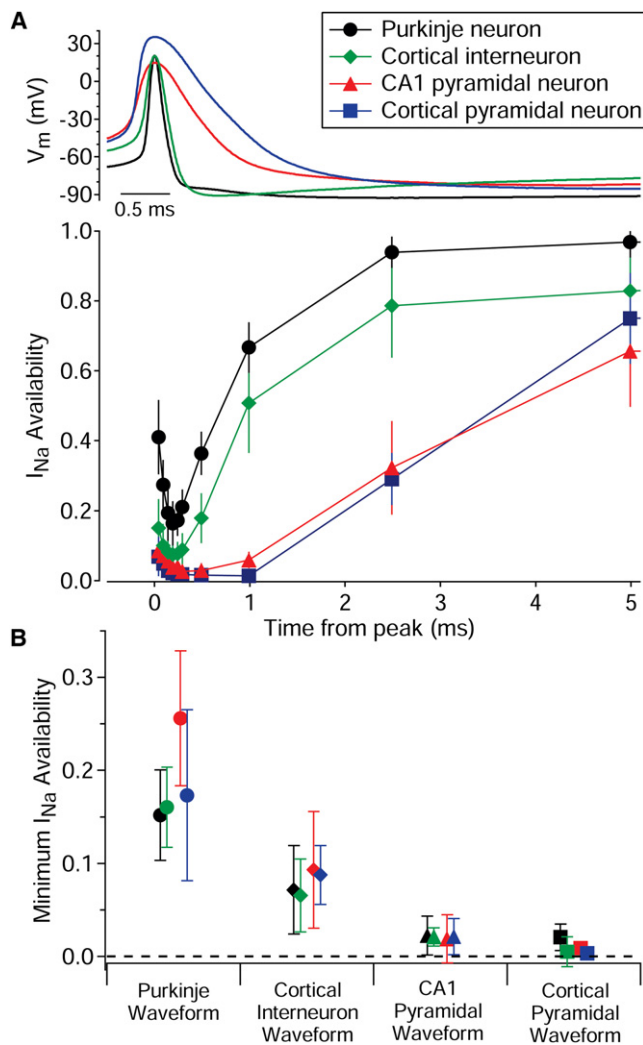 A
30
0
-30
-60
-90
Vm (mV)
0.5 ms
Purkinje neuron
Cortical interneuron
CA1 pyramidal neuron
Cortical pyramidal neuron
1.0
0.8
0.6
0.4
0.2
0.0
INa Availability
0 1 2 3 4 5
Time from peak (ms)
B
0.3
0.2
0.1
0.0
Minimum INa Availability
Purkinje
Waveform
Cortical
Interneuron
Waveform
CA1
Pyramidal
Waveform
Cortical
Pyramidal
Waveform